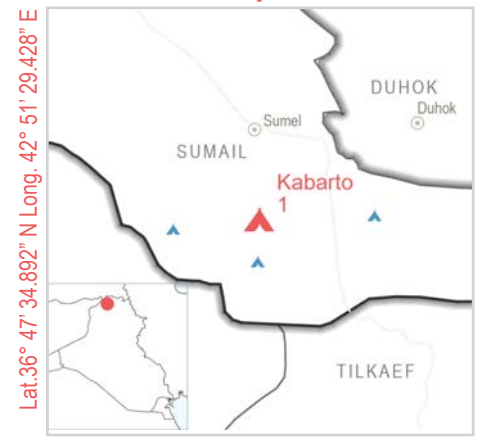 Lat.36° 47’ 34.892” N Long. 42° 51’ 29.428” E
DUHOK
Duhok
Sumel
SUMAIL
Kabarto
1
TILKAEF